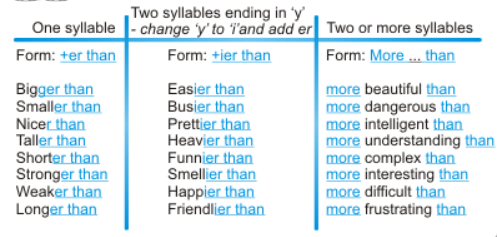 One syllable
Two syllables ending in ‘y’
- change ‘y’ to ‘i’and add er
Two or more syllables
Form: +er than
Form: +ier than
Form: More ... than
Bigger than
Easier than
more beautiful than
Smaller than
Busier than
more dangerous than
Nicer than
Prettier than
more intelligent than
Taller than
Heavier than
more understanding than
Shorter than
Funnier than
more complex than
Stronger than
Smellier than
more interesting than
Weaker than
Happier than
more difficult than
Longer than
Friendlier than
more frustrating than